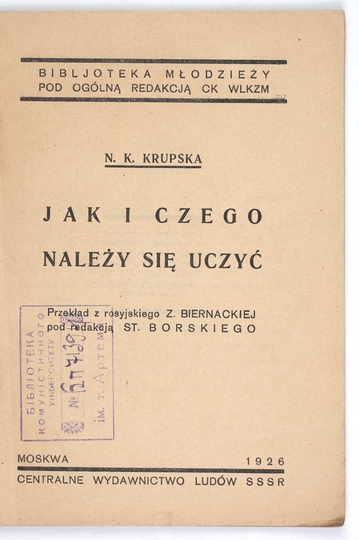 BIBLJOTEKA MŁODZIEŻY
POD OGÓLNĄ REDAKCJĄ CK WLKZM
N. K. KRUPSKA
JAK I CZEGO
NALEŻY SIĘ UCZYĆ
Przekład z rosyjskiego Z. BIERNACKIEJ
pod redakcją ST. BORSKIEGO
БІБЛІОТЕКА
КОМУНІСТИЧНОГО
УНІВЕРСИТЕТУ
№
ім. т. Артема
MOSKWA 1926
CENTRALNE WYDAWNICTWO LUDÓW SSSR